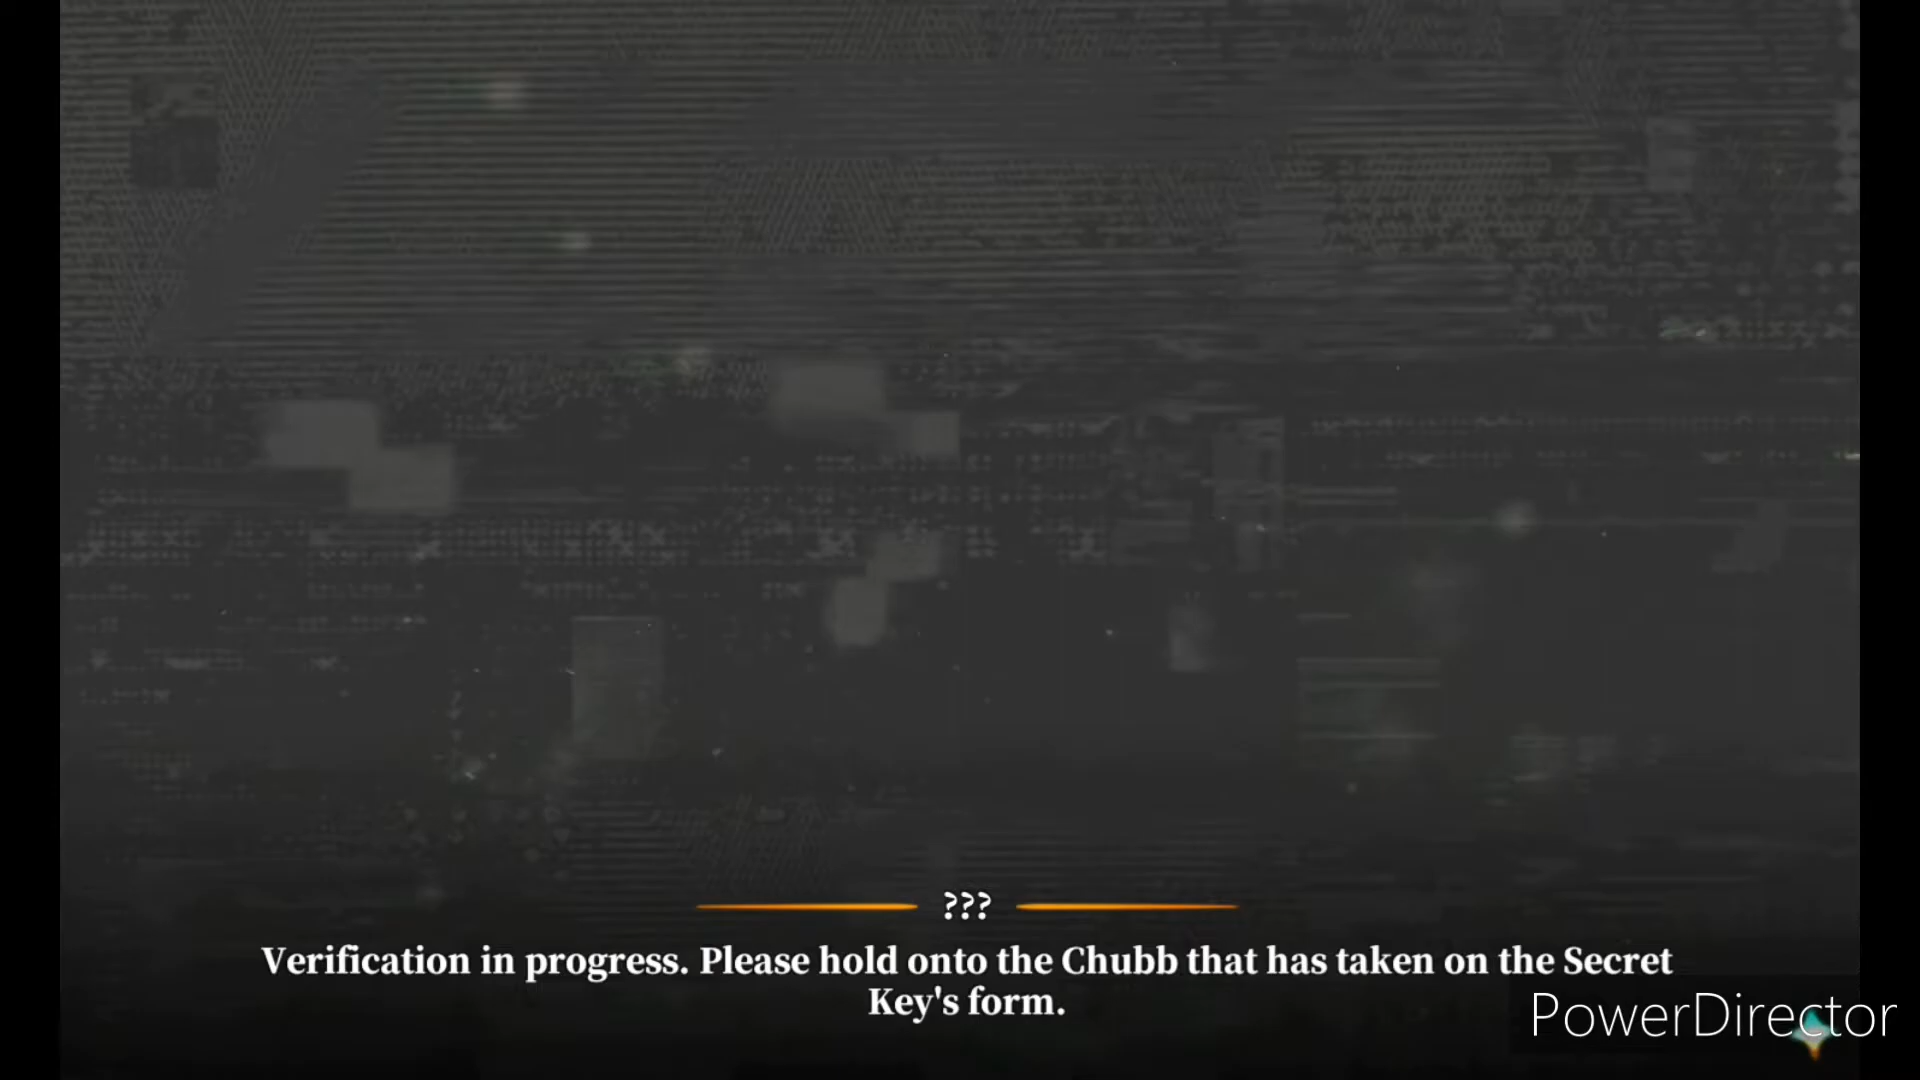 ???
Verification in progress. Please hold onto the Chubb that has taken on the Secret
Key's form.
PowerDirector